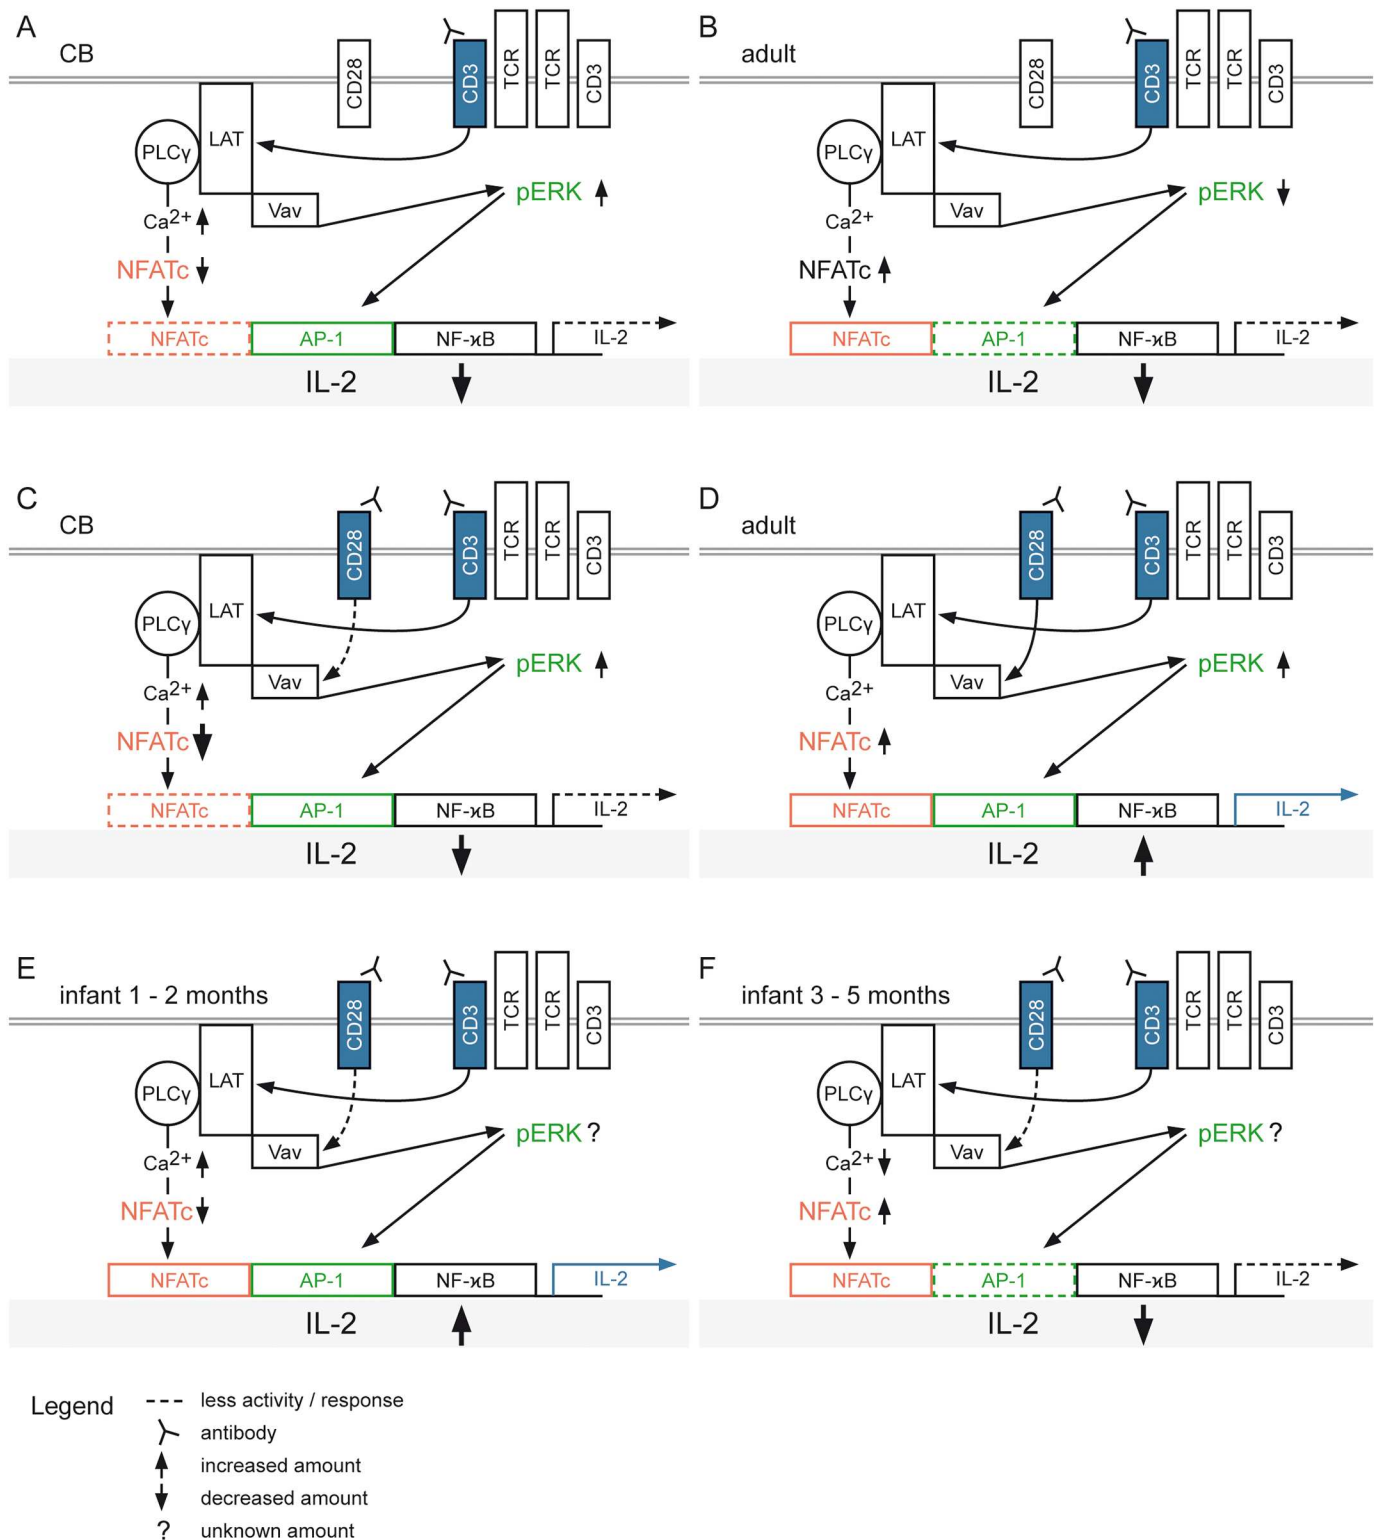 A
CB
CD28
CD3
TCR
TCR
CD3
LAT
PLCγ
Vav
pERK
Ca2+
NFATc
NFATc
AP-1
NF-ϰB
IL-2
IL-2
B
adult
CD28
CD3
TCR
TCR
CD3
LAT
PLCγ
Vav
pERK
Ca2+
NFATc
NFATc
AP-1
NF-ϰB
IL-2
IL-2
C
CB
CD28
CD3
TCR
TCR
CD3
LAT
PLCγ
Vav
pERK
Ca2+
NFATc
NFATc
AP-1
NF-ϰB
IL-2
IL-2
D
adult
CD28
CD3
TCR
TCR
CD3
LAT
PLCγ
Vav
pERK
Ca2+
NFATc
NFATc
AP-1
NF-ϰB
IL-2
IL-2
E
infant 1 - 2 months
CD28
CD3
TCR
TCR
CD3
LAT
PLCγ
Vav
pERK ?
Ca2+
NFATc
NFATc
AP-1
NF-ϰB
IL-2
IL-2
F
infant 3 - 5 months
CD28
CD3
TCR
TCR
CD3
LAT
PLCγ
Vav
pERK ?
Ca2+
NFATc
NFATc
AP-1
NF-ϰB
IL-2
IL-2
Legend
less activity / response
antibody
increased amount
decreased amount
? unknown amount